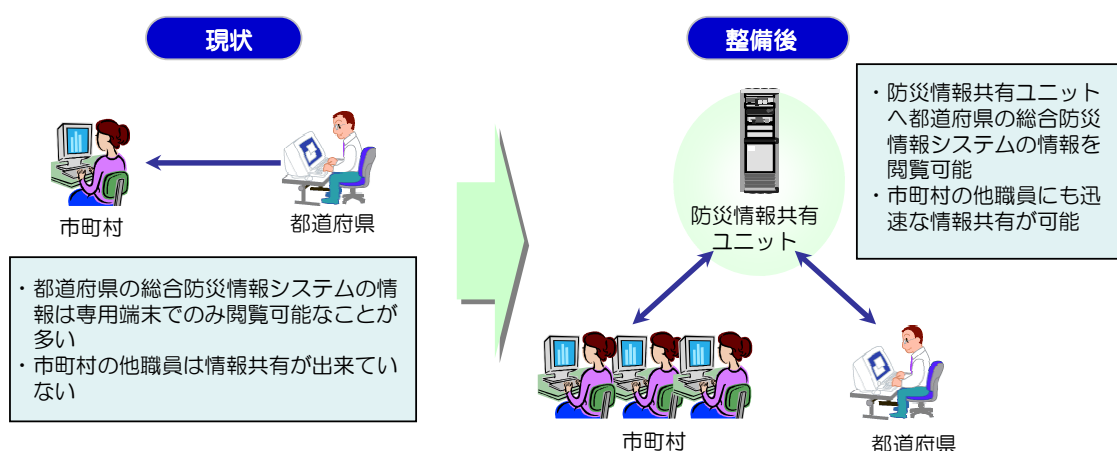 現状
市町村
都道府県
・都道府県の総合防災情報システムの情
報は専用端末でのみ閲覧可能なことが
多い
・市町村の他職員は情報共有が出来てい
ない
整備後
防災情報共有
ユニット
・防災情報共有ユニット
へ都道府県の総合防災
情報システムの情報を
閲覧可能
・市町村の他職員にも迅
速な情報共有が可能
市町村
都道府県